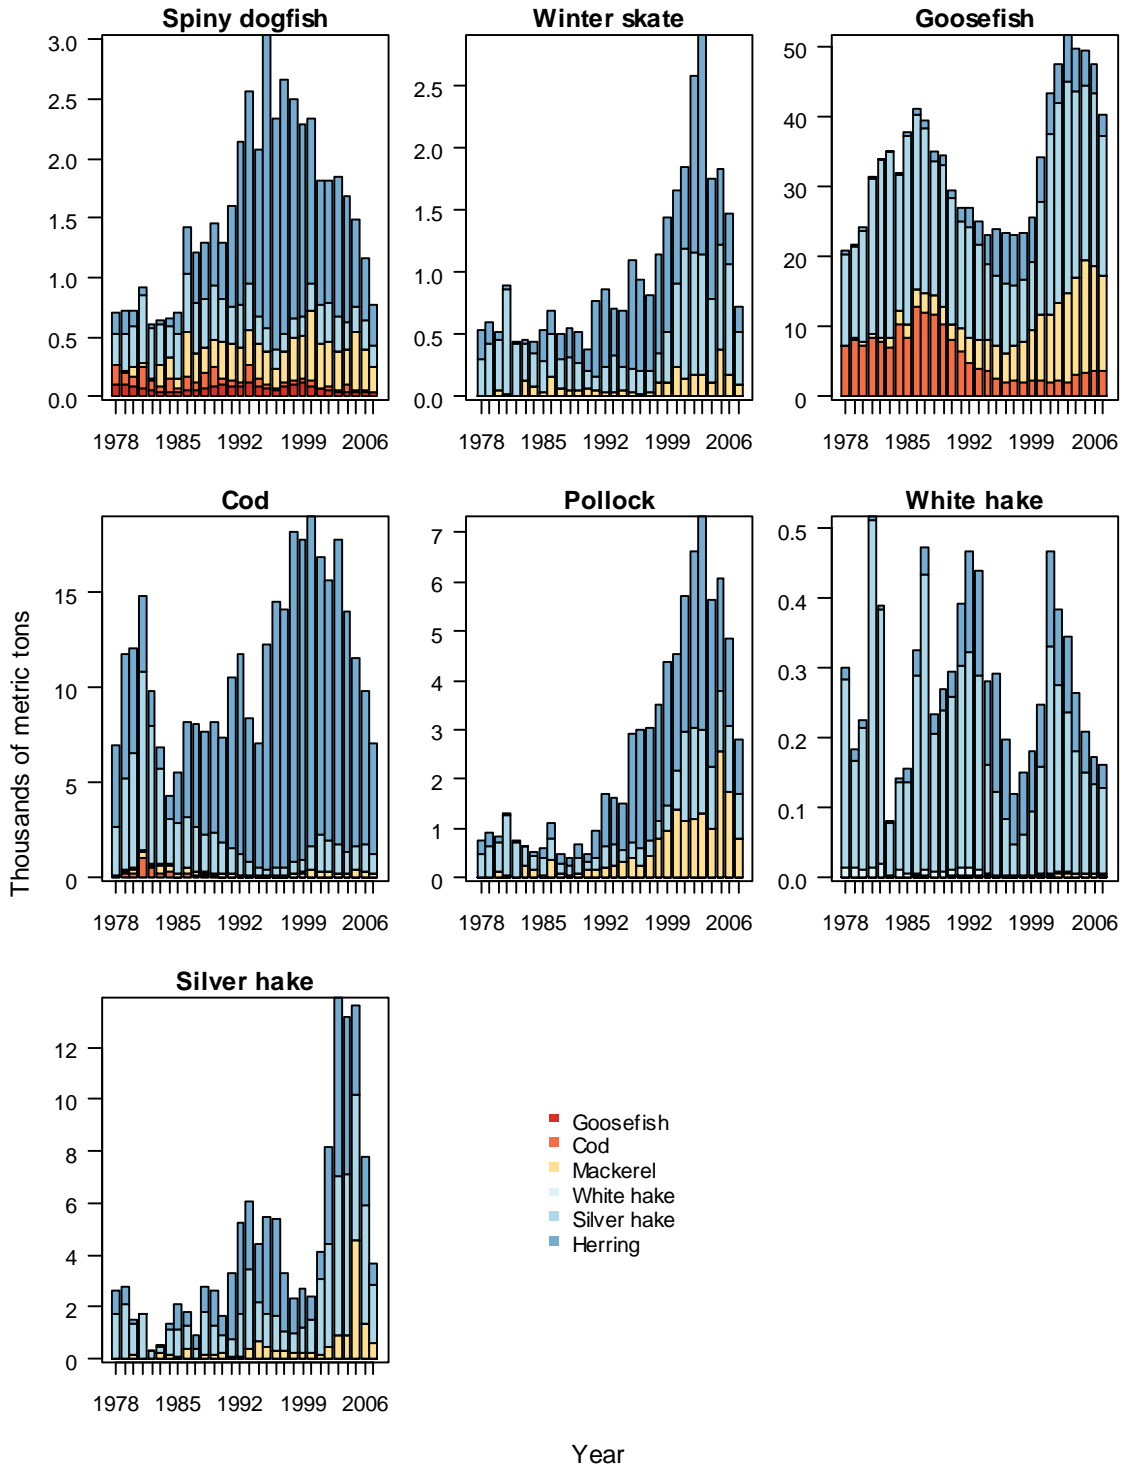 Spiny dogfish
Winter skate
Goosefish
3.0
2.5
2.0
1.5
1.0
0.5
0.0
2.5
2.0
1.5
1.0
0.5
0.0
50
40
30
20
10
0
1978 1985 1992 1999 2006
1978 1985 1992 1999 2006
1978 1985 1992 1999 2006
Cod
Pollock
White hake
Thousands of metric tons
15
10
5
0
7
6
5
4
3
2
1
0
0.5
0.4
0.3
0.2
0.1
0.0
1978 1985 1992 1999 2006
1978 1985 1992 1999 2006
1978 1985 1992 1999 2006
Silver hake
12
10
8
6
4
2
0
1978 1985 1992 1999 2006
Goosefish
Cod
Mackerel
White hake
Silver hake
Herring
Year